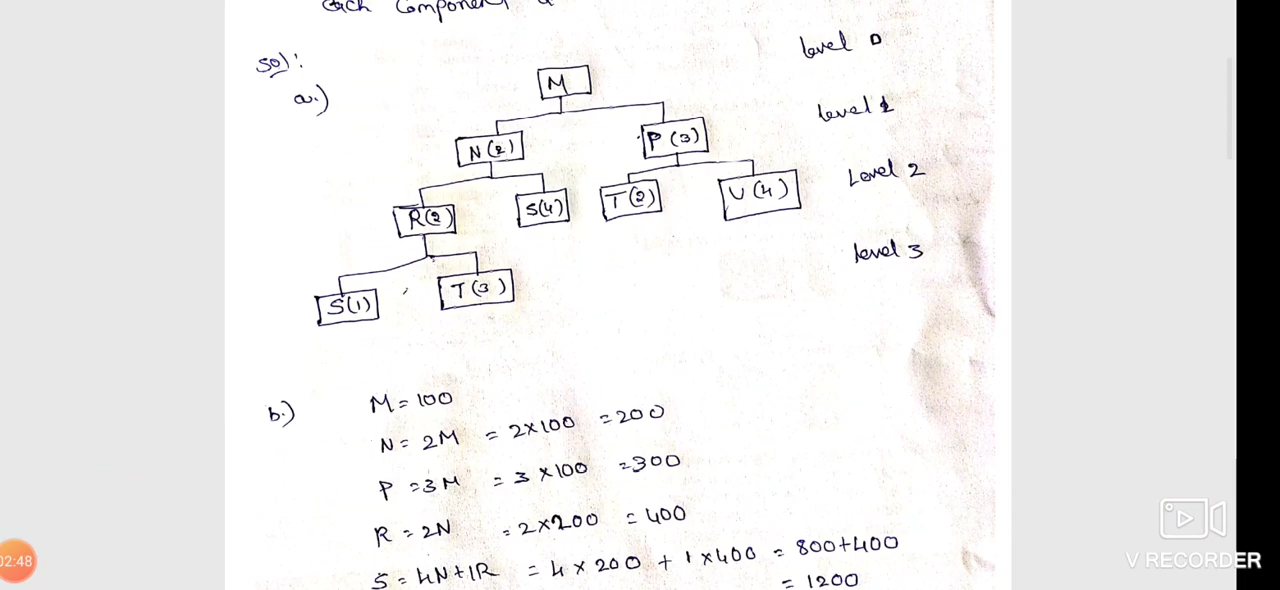 Each Component
Sol:
a.)
M
Level 0
N(2)
P(3)
Level 1
R(2)
S(4)
T(2)
U(4)
Level 2
S(1)
T(3)
Level 3
b.)
M = 100
N = 2M = 2×100 = 200
P = 3M = 3×100 = 300
R = 2N = 2×200 = 400
S = 4N+1R = 4×200 + 1×400 = 800+400
= 1200
02:48
V RECORDER